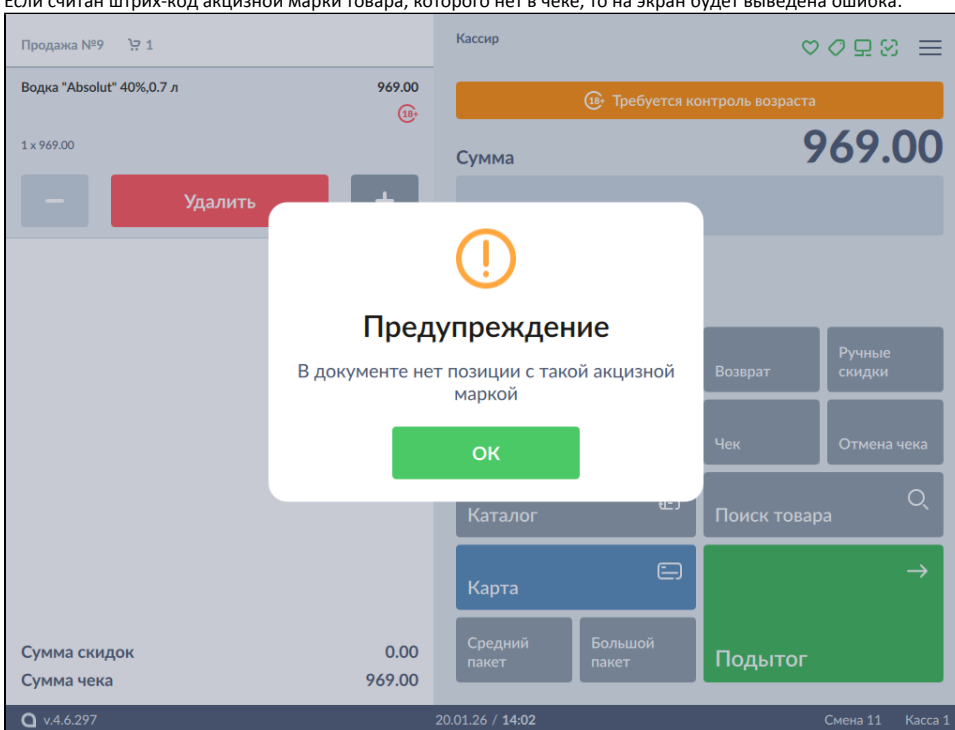 Если считан штрих-код акцизной марки товара, которого нет в чеке, то на экран будет выведена ошибка.
Продажа №9 1
Кассир
Водка "Absolut" 40%,0.7 л 969.00
18+
1 x 969.00
Удалить
18+ Требуется контроль возраста
Сумма 969.00
Предупреждение
В документе нет позиции с такой акцизной
маркой
ОК
Возврат
Ручные
скидки
Чек
Отмена чека
Каталог
Поиск товара
Карта
Средний
пакет
Большой
пакет
Подытог
Сумма скидок 0.00
Сумма чека 969.00
v.4.6.297
20.01.26 / 14:02
Смена 11 Касса 1